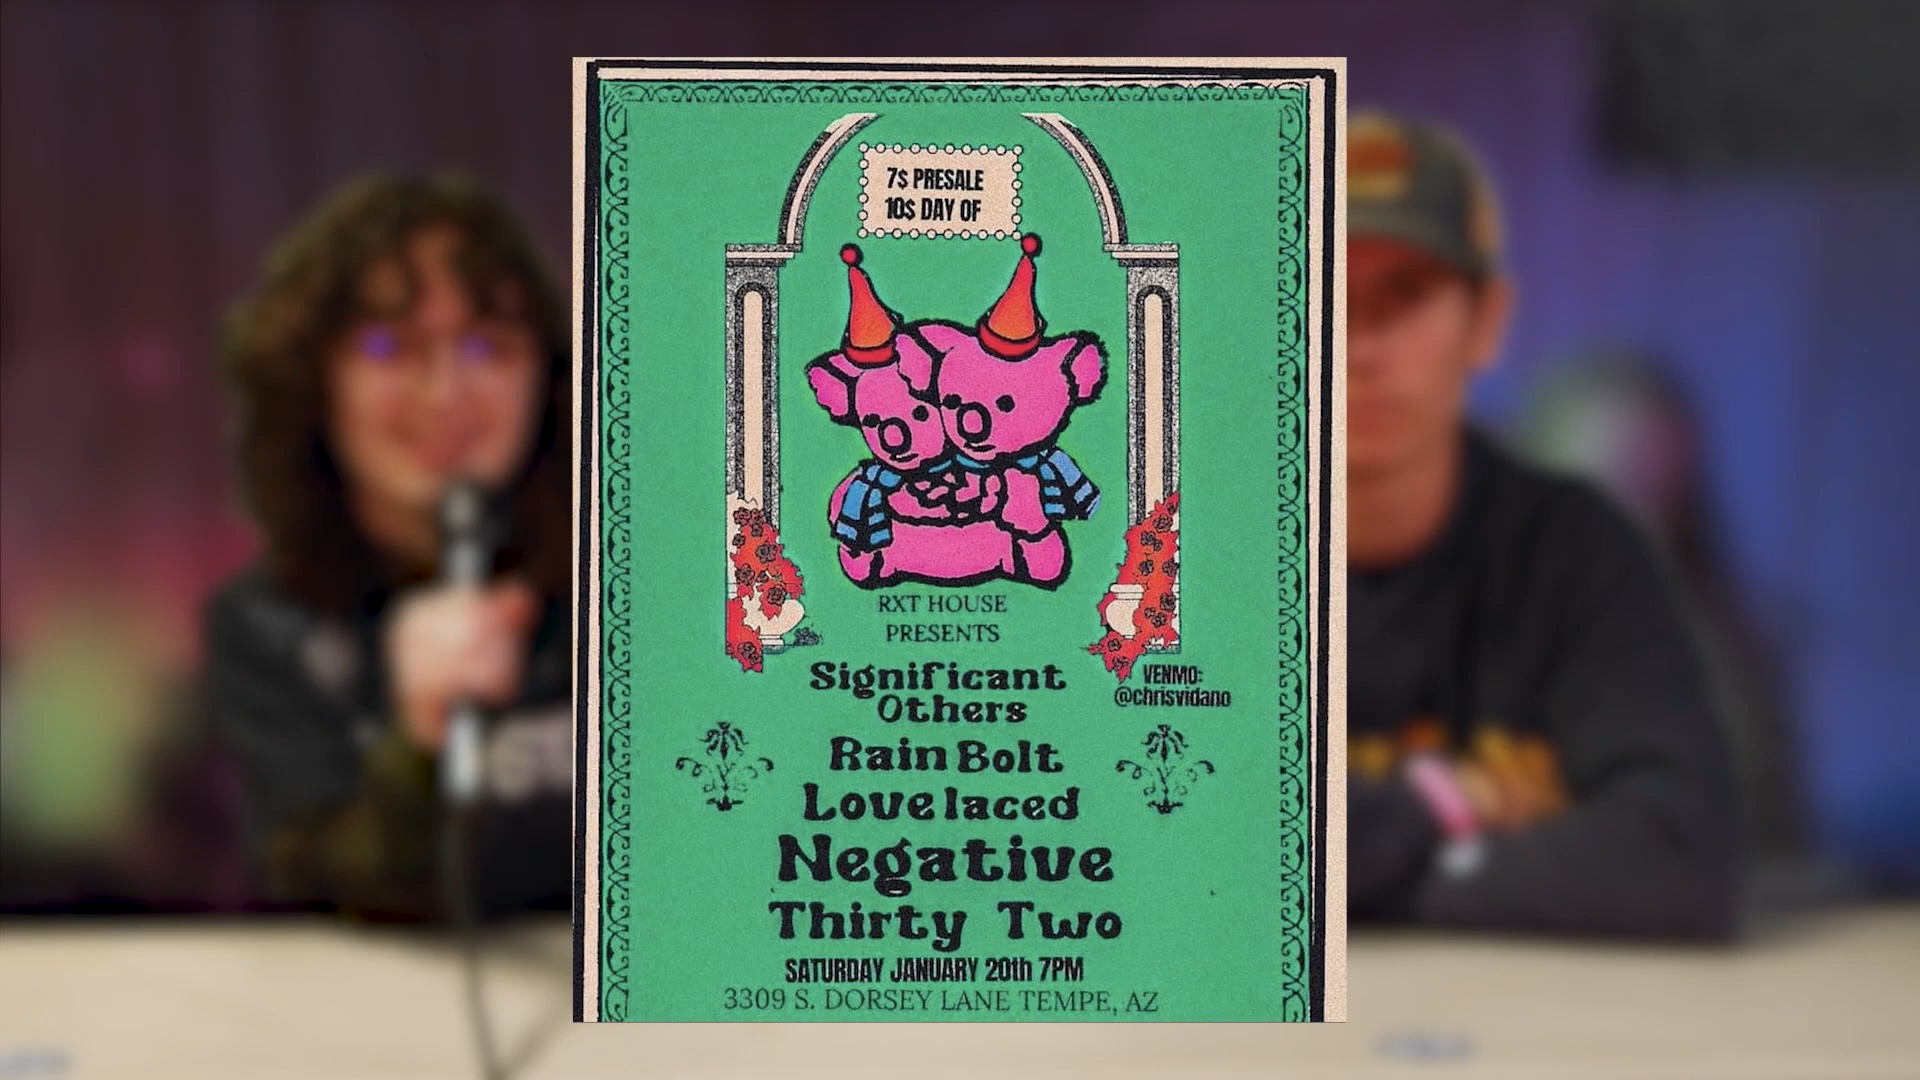 7$ PRESALE
10$ DAY OF
RXT HOUSE
PRESENTS
Significant
Others
VENMO:
@chrisvidano
Rain Bolt
Lovelaced
Negative
Thirty Two
SATURDAY JANUARY 20th 7PM
3309 S. DORSEY LANE TEMPE, AZ